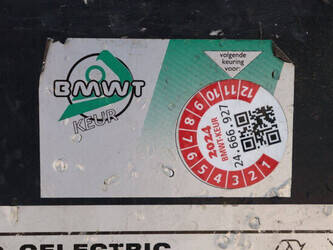 BMWT
KEUR
volgende
keuring
voor:
1 2 3 4 5 6 7 8 9 10 11 12
2024
BMWT-KEUR
24.666.927